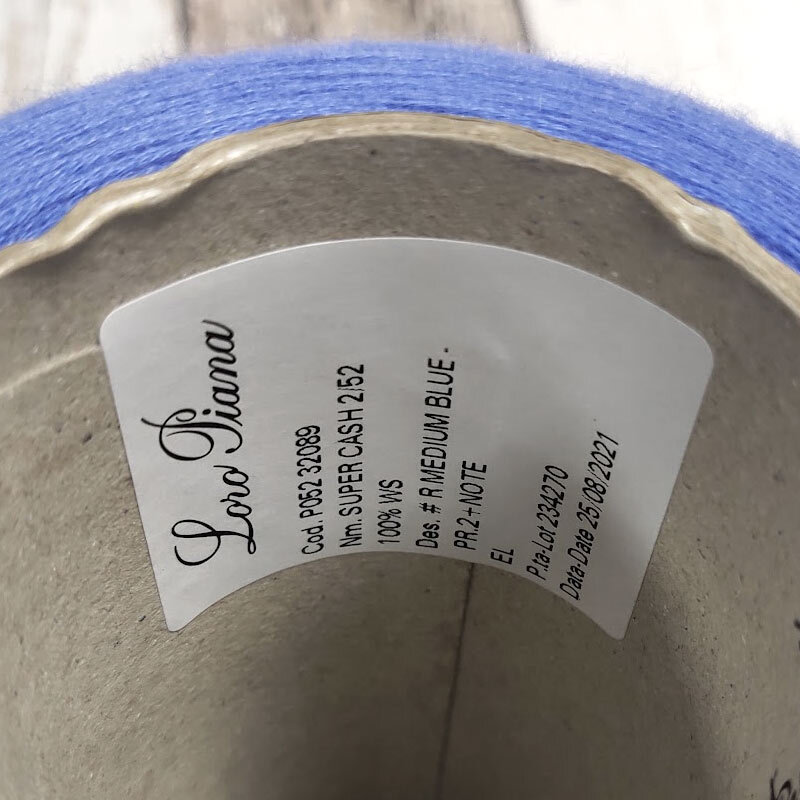 Loro Piana
Cod. P052 32089
Nm. SUPER CASH 2/52
100% WS
Des. # R MEDIUM BLUE -
PR.2+ NOTE
EL
P.ta-Lot 234270
Data-Date 25/08/2021